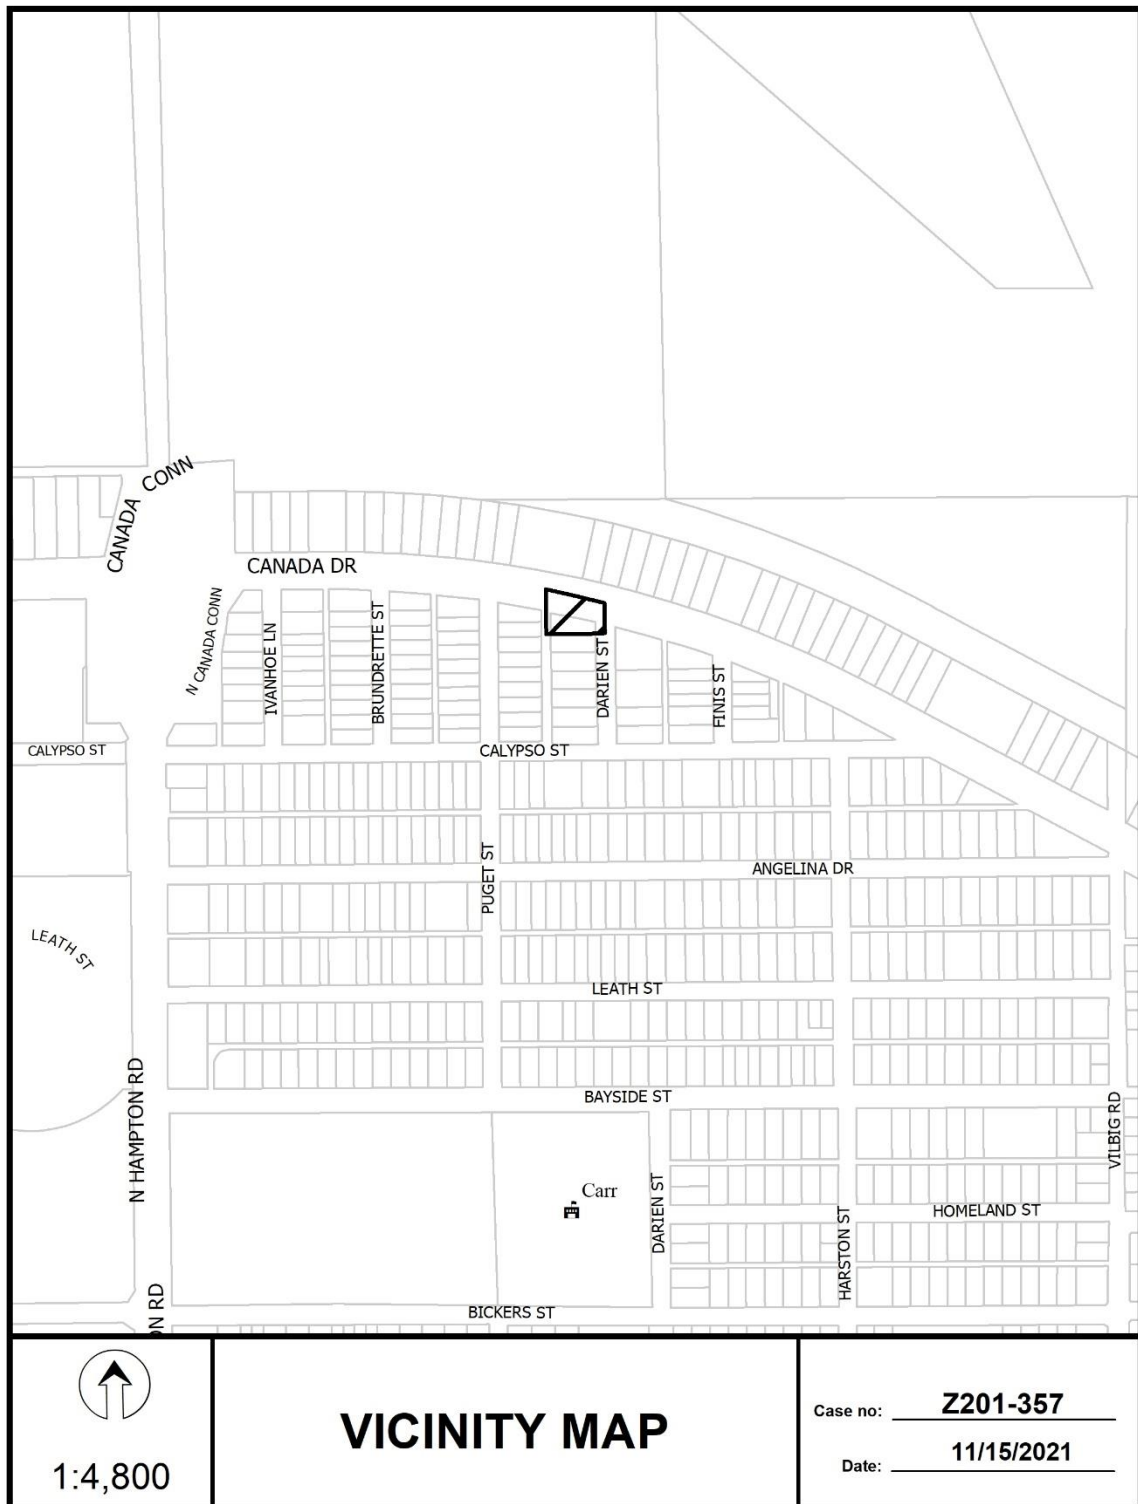 CANADA CONN
CANADA DR
N CANADA CONN
IVANHOE LN
BRUNDRETTE ST
DARIEN ST
FINIS ST
CALYPSO ST
CALYPSO ST
PUGET ST
ANGELINA DR
LEATH ST
LEATH ST
N HAMPTON RD
BAYSIDE ST
VILBIG RD
Carr
DARIEN ST
HARSTON ST
HOMELAND ST
ON RD
BICKERS ST
1:4,800
VICINITY MAP
Case no: Z201-357
Date: 11/15/2021